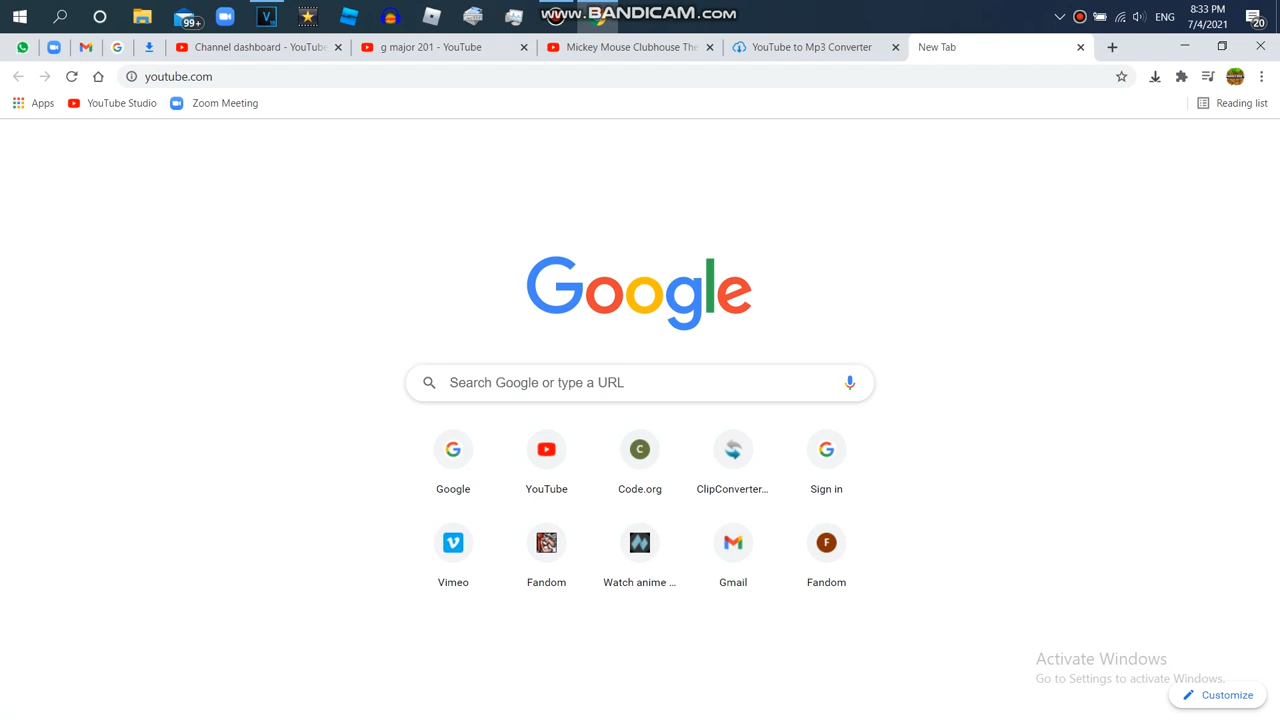 99+
www.BANDICAM.com
ENG
8:33 PM
7/4/2021
20
Channel dashboard - YouTube
g major 201 - YouTube
Mickey Mouse Clubhouse The
YouTube to Mp3 Converter
New Tab
youtube.com
Apps
YouTube Studio
Zoom Meeting
Reading list
Google
Search Google or type a URL
Google
YouTube
Code.org
ClipConverter...
Sign in
Vimeo
Fandom
Watch anime ...
Gmail
Fandom
Activate Windows
Go to Settings to activate Windows.
Customize